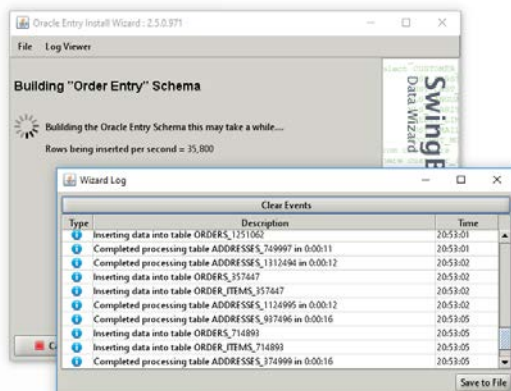 Oracle Entry Install Wizard : 2.5.0.971
File Log Viewer
Building "Order Entry" Schema
Buliilding the Oracle Entry Schema this may take a while....
Rows being inserted per second = 35,800
Data Wizard
Wizard Log
Clear Events
Type Description Time
Inserting data into table ORDERS_1251062 20:53:01
Completed processing table ADDRESSES_749997 in 0:00:11 20:53:01
Completed processing table ADDRESSES_1312494 in 0:00:12 20:53:02
Inserting data into table ORDERS_357447 20:53:02
Inserting data into table ORDER_ITEMS_357447 20:53:02
Completed processing table ADDRESSES_1124995 in 0:00:12 20:53:02
Completed processing table ADDRESSES_937496 in 0:00:16 20:53:05
Inserting data into table ORDERS_714893 20:53:05
Inserting data into table ORDER_ITEMS_714893 20:53:05
Completed processing table ADDRESSES_374999 in 0:00:16 20:53:05
Save to File